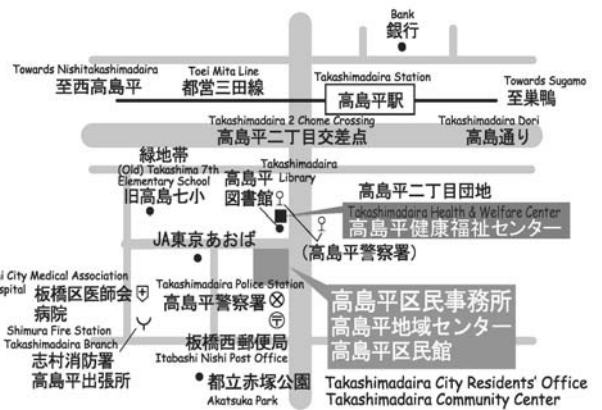 Bank
銀行
Towards Nishitakashimadaira
至西高島平
Toei Mita Line
都営三田線
Takashimadaira Station
高島平駅
Towards Sugamo
至巣鴨
Takashimadaira 2 Chome Crossing
高島平二丁目交差点
Takashimadaira Dori
高島通り
緑地帯
(Old) Takashima 7th
Elementary School
旧高島七小
Takashimadaira
Library
高島平
図書館
高島平二丁目団地
Takashimadaira Health & Welfare Center
高島平健康福祉センター
(高島平警察署)
JA東京あおば
i City Medical Association
ospital
板橋区医師会
病院
Takashimadaira Police Station
高島平警察署
〒
高島平区民事務所
高島平地域センター
高島平区民館
Shimura Fire Station
Takashimadaira Branch
志村消防署
高島平出張所
板橋西郵便局
Itabashi Nishi Post Office
都立赤塚公園
Akatsuka Park
Takashimadaira City Residents' Office
Takashimadaira Community Center